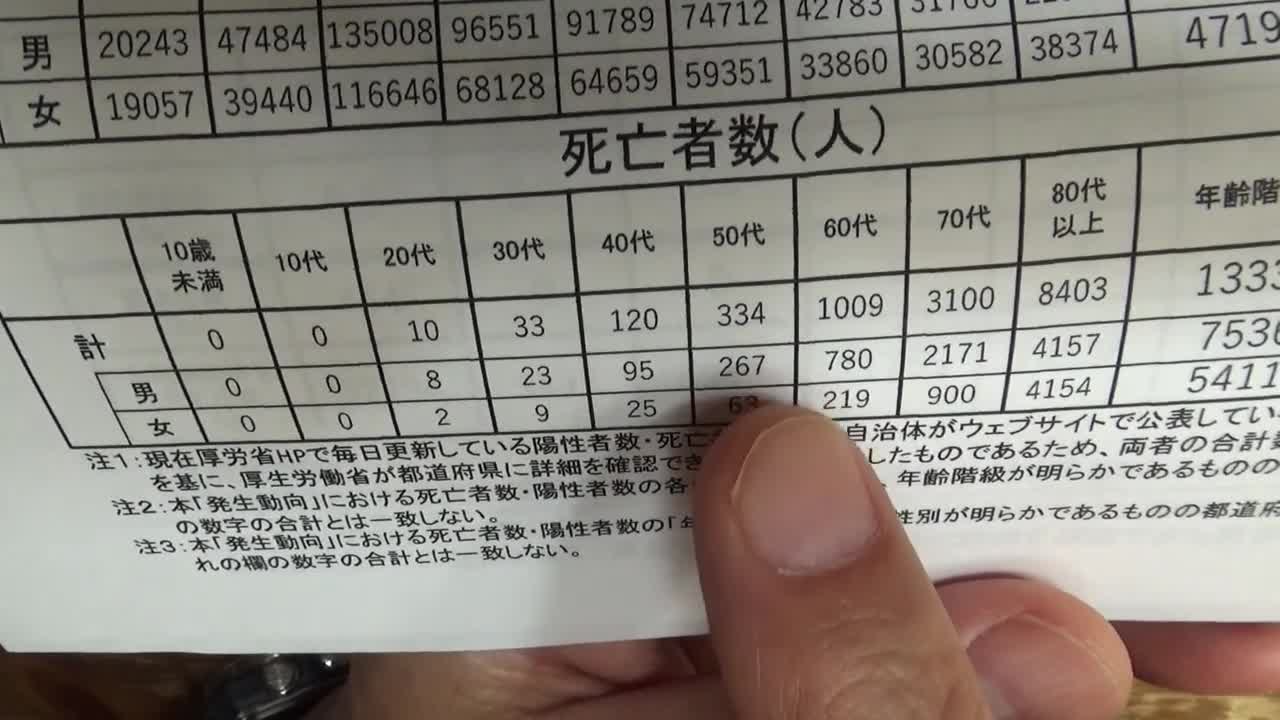 男 20243 47484 135008 96551 91789 74712 42783 4719
女 19057 39440 116646 68128 64659 59351 33860 30582 38374
死亡者数(人)
10歳未満 10代 20代 30代 40代 50代 60代 70代 80代以上 年齢階
計 0 0 10 33 120 334 1009 3100 8403 1333
男 0 0 8 23 95 267 780 2171 4157 7530
女 0 0 2 9 25 63 219 900 4154 5411
注1:現在厚労省HPで毎日更新している陽性者数・死亡 自治体がウェブサイトで公表してい
を基に、厚生労働省が都道府県に詳細を確認でき したものであるため、両者の合計
注2:本「発生動向」における死亡者数・陽性者数の各 、年齢階級が明らかであるものの
の数字の合計とは一致しない。
注3:本「発生動向」における死亡者数・陽性者数の「 性別が明らかであるものの都道府
れの欄の数字の合計とは一致しない。